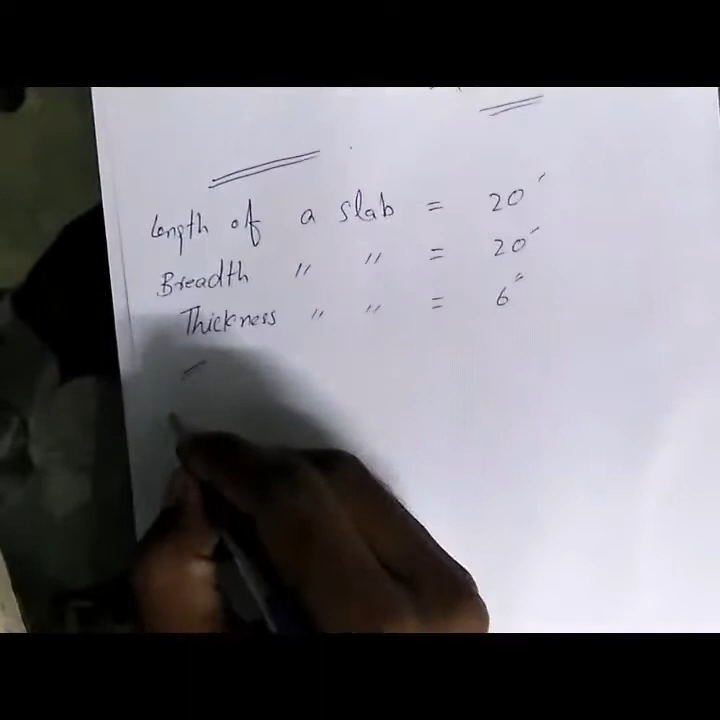 Length of a slab = 20'
Breadth " " = 20'
Thickness " " = 6"